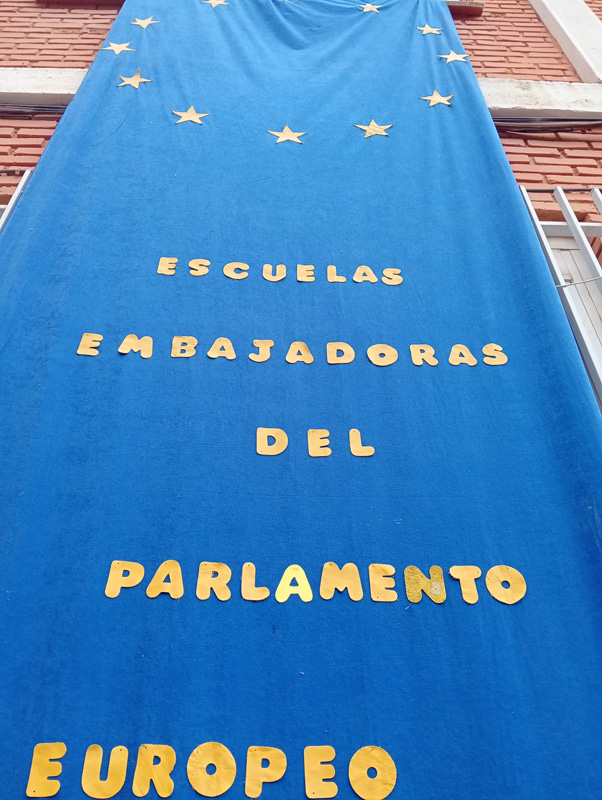 ESCUELAS
EMBAJADORAS
DEL
PARLAMENTO
EUROPEO